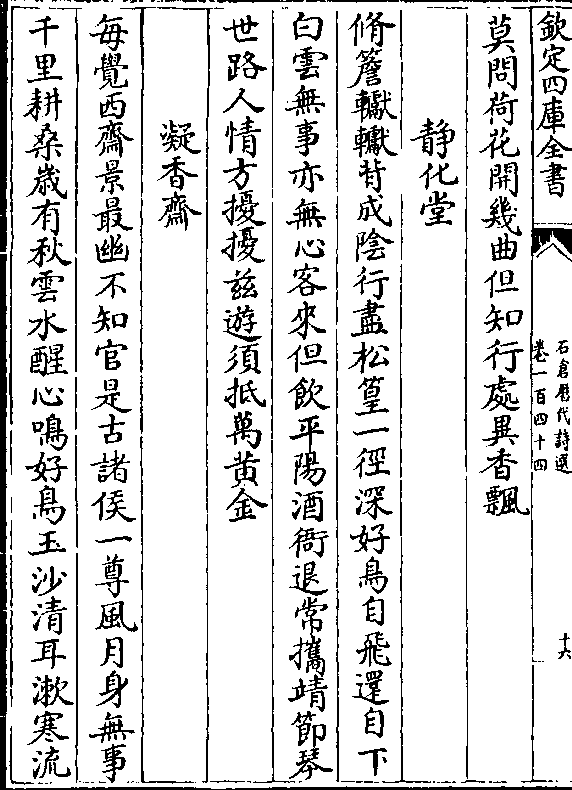 欽定四庫全書
石倉歷代詩選
卷一百四十四
十六
莫問荷花開幾曲但知行處異香飄
靜化堂
脩簷轣轣背成陰行盡松篁一徑深好鳥自飛還自下
白雲無事亦無心客來但飲平陽酒衙退常攜靖節琴
世路人情方擾擾茲遊須抵萬黃金
凝香齋
每覺西齋景最幽不知官是古諸侯一尊風月身無事
千里耕桑歲有秋雲水醒心鳴好鳥玉沙清耳漱寒流